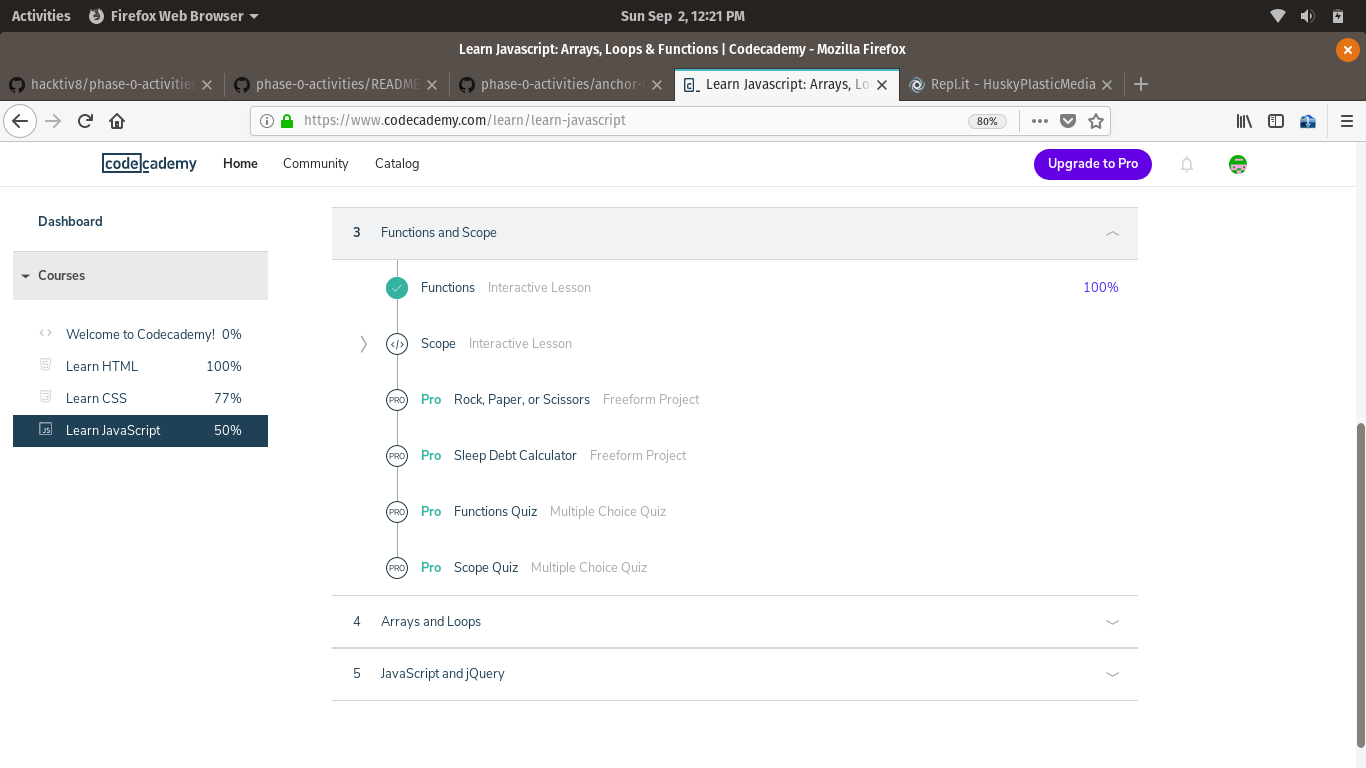 Activities Firefox Web Browser Sun Sep 2, 12:21 PM
Learn Javascript: Arrays, Loops & Functions | Codecademy - Mozilla Firefox
hacktiv8/phase-0-activities phase-0-activities/README phase-0-activities/anchor- Learn Javascript: Arrays, Lo Repl.it - HuskyPlasticMedia
https://www.codecademy.com/learn/learn-javascript 80%
codecademy Home Community Catalog Upgrade to Pro
Dashboard
3 Functions and Scope
Courses
Functions Interactive Lesson 100%
Welcome to Codecademy! 0%
Scope Interactive Lesson
Learn HTML 100%
Learn CSS 77%
PRO Pro Rock, Paper, or Scissors Freeform Project
JS Learn JavaScript 50%
PRO Pro Sleep Debt Calculator Freeform Project
PRO Pro Functions Quiz Multiple Choice Quiz
PRO Pro Scope Quiz Multiple Choice Quiz
4 Arrays and Loops
5 JavaScript and jQuery